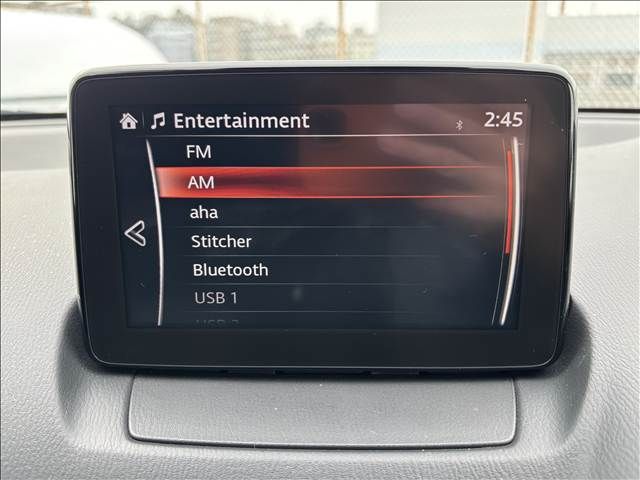 Entertainment 2:45
FM
AM
aha
Stitcher
Bluetooth
USB 1